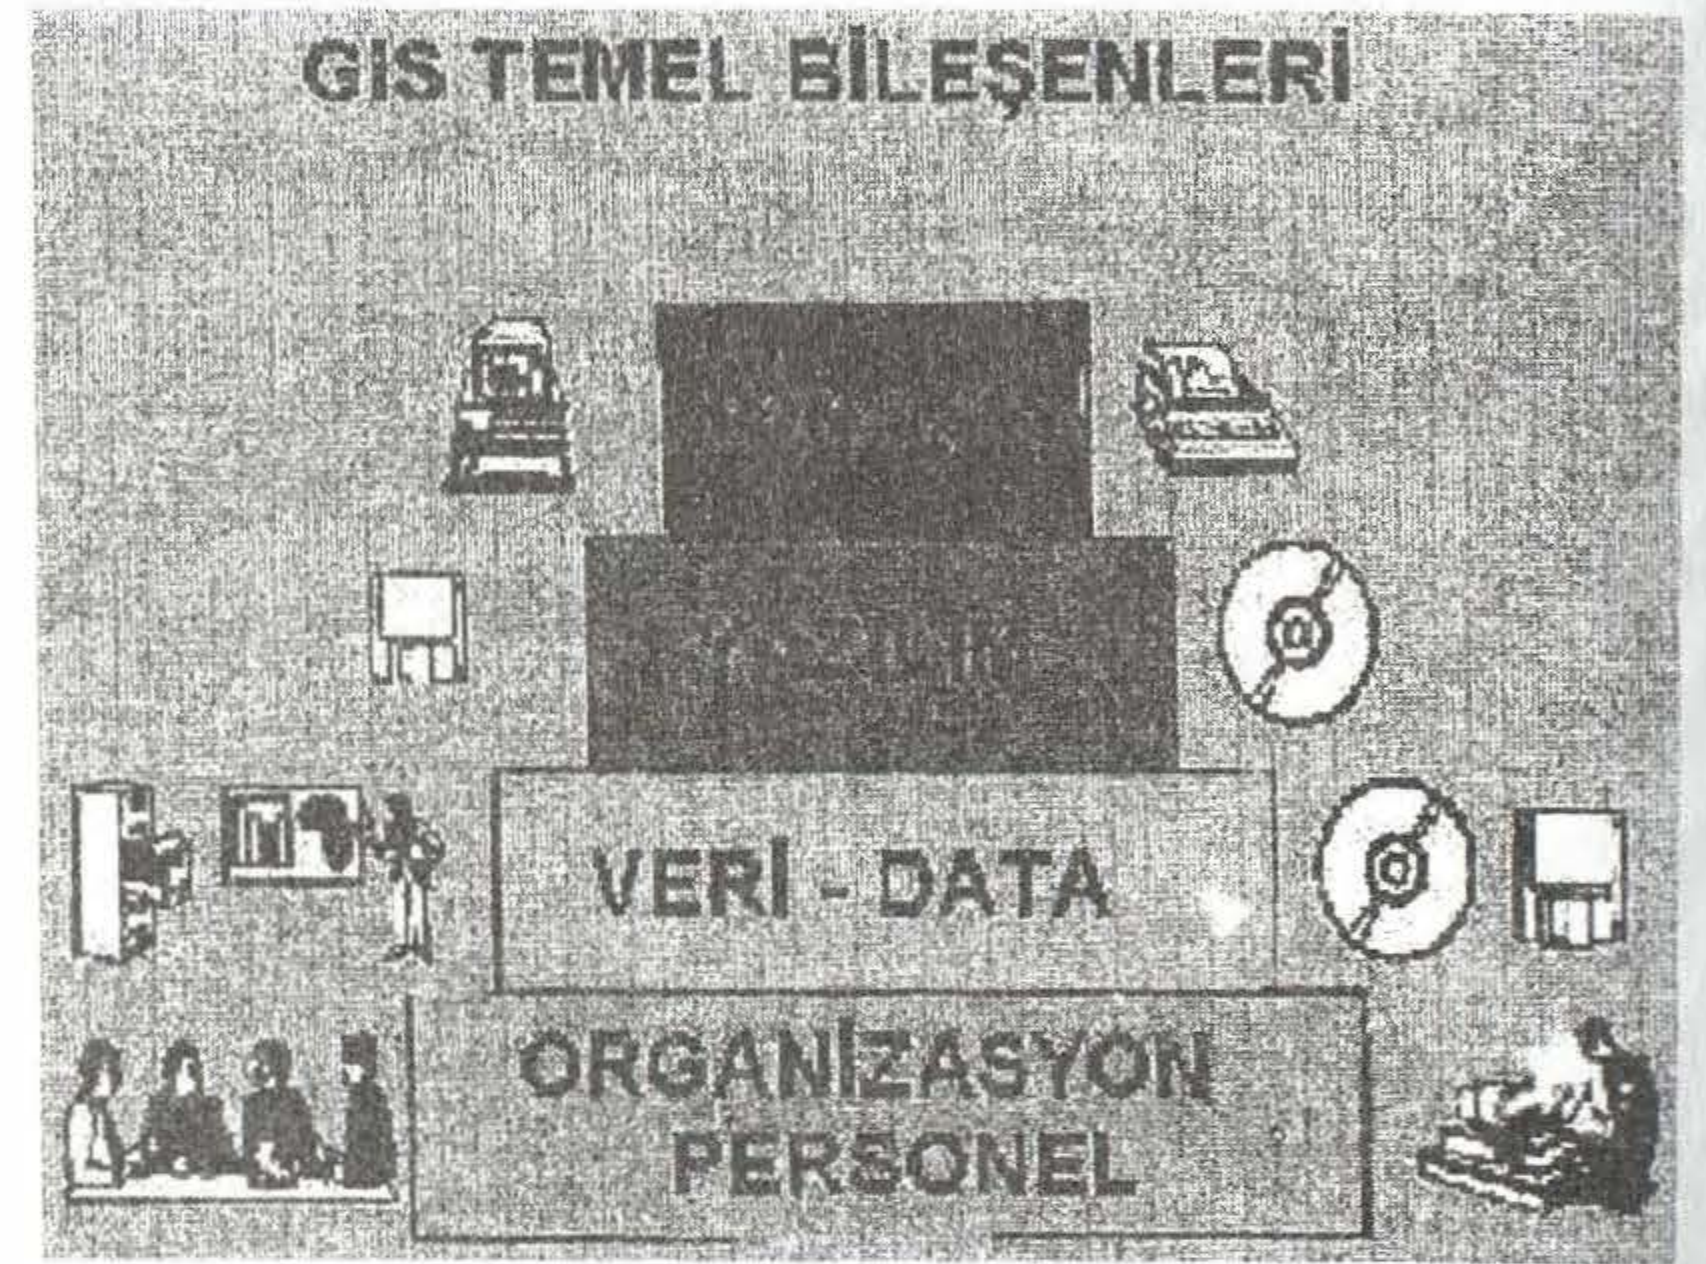 GIS TEMEL BİLEŞENLERİ
VERİ - DATA
ORGANİZASYON
PERSONEL